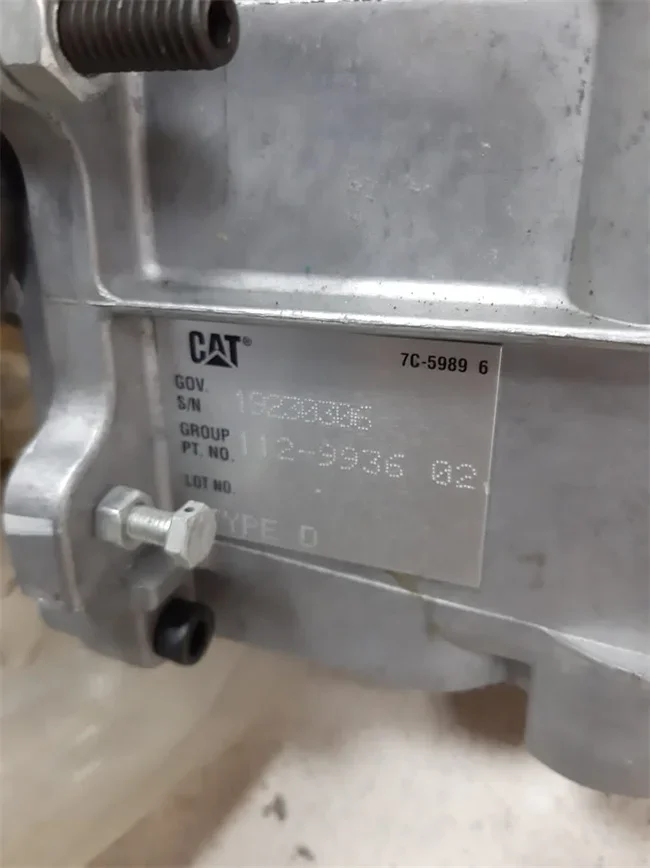 CAT®
7C-5989 6
GOV.
S/N 19230306
GROUP
PT. NO. 112-9936 02
LOT NO.
TYPE D